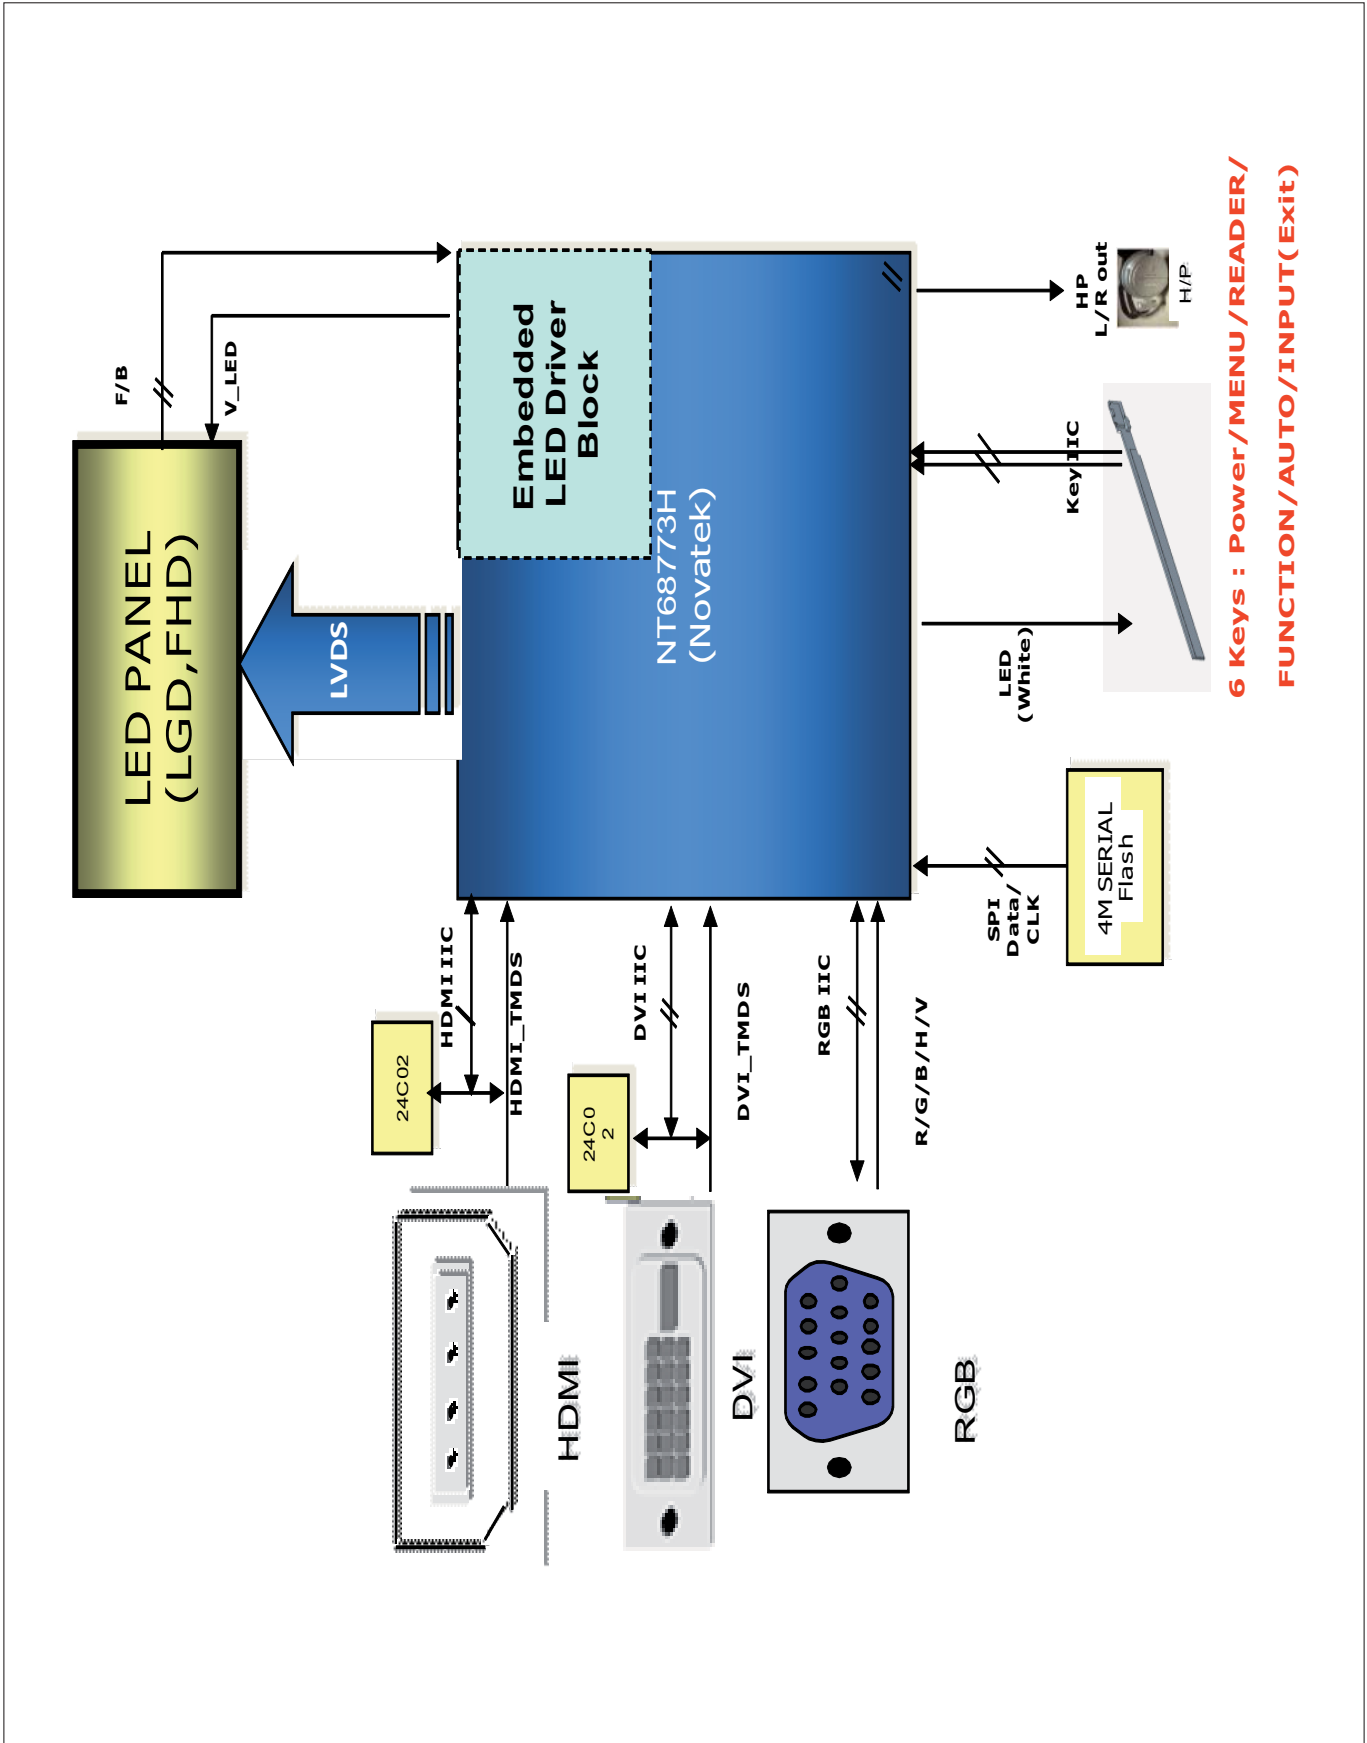 LED PANEL
(LGD,FHD)
F/B
V_LED
LVDS
Embedded
LED Driver
Block
NT68773H
(Novatek)
HDMI IIC
HDMI_TMDS
24C02
HDMI
DVI IIC
DVI_TMDS
24C0
2
DVI
RGB IIC
R/G/B/H/V
RGB
SPI
Data/
CLK
4M SERIAL
Flash
LED
(White)
Key IIC
HP
L/R out
H/P
6 Keys : Power/MENU/READER/
FUNCTION/AUTO/INPUT(Exit)